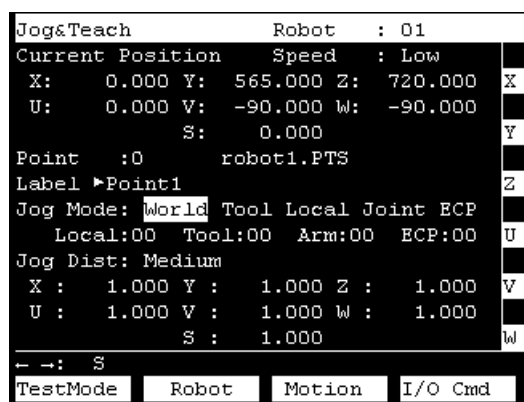 Jog&Teach Robot : 01
Current Position Speed : Low
X: 0.000 Y: 565.000 Z: 720.000 X
U: 0.000 V: -90.000 W: -90.000
S: 0.000 Y
Point :0 robot1.PTS
Label ▶Point1 Z
Jog Mode: World Tool Local Joint ECP
Local:00 Tool:00 Arm:00 ECP:00 U
Jog Dist: Medium
X : 1.000 Y : 1.000 Z : 1.000 V
U : 1.000 V : 1.000 W : 1.000
S : 1.000 W
← →: S
TestMode Robot Motion I/O Cmd